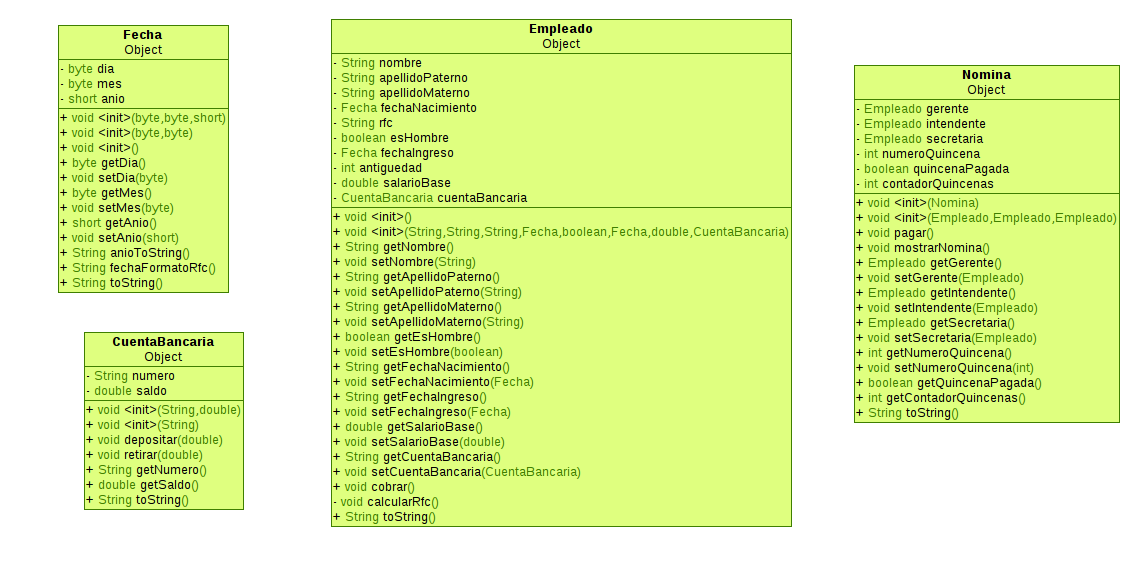 Fecha
Object
- byte dia
- byte mes
- short anio
+ void <init>(byte,byte,short)
+ void <init>(byte,byte)
+ void <init>()
+ byte getDia()
+ void setDia(byte)
+ byte getMes()
+ void setMes(byte)
+ short getAnio()
+ void setAnio(short)
+ String anioToString()
+ String fechaFormatoRfc()
+ String toString()
CuentaBancaria
Object
- String numero
- double saldo
+ void <init>(String,double)
+ void <init>(String)
+ void depositar(double)
+ void retirar(double)
+ String getNumero()
+ double getSaldo()
+ String toString()
Empleado
Object
- String nombre
- String apellidoPaterno
- String apellidoMaterno
- Fecha fechaNacimiento
- String rfc
- boolean esHombre
- Fecha fechaIngreso
- int antiguedad
- double salarioBase
- CuentaBancaria cuentaBancaria
+ void <init>()
+ void <init>(String,String,String,Fecha,boolean,Fecha,double,CuentaBancaria)
+ String getNombre()
+ void setNombre(String)
+ String getApellidoPaterno()
+ void setApellidoPaterno(String)
+ String getApellidoMaterno()
+ void setApellidoMaterno(String)
+ boolean getEsHombre()
+ void setEsHombre(boolean)
+ String getFechaNacimiento()
+ void setFechaNacimiento(Fecha)
+ String getFechaIngreso()
+ void setFechaIngreso(Fecha)
+ double getSalarioBase()
+ void setSalarioBase(double)
+ String getCuentaBancaria()
+ void setCuentaBancaria(CuentaBancaria)
+ void cobrar()
- void calcularRfc()
+ String toString()
Nomina
Object
- Empleado gerente
- Empleado intendente
- Empleado secretaria
- int numeroQuincena
- boolean quincenaPagada
- int contadorQuincenas
+ void <init>(Nomina)
+ void <init>(Empleado,Empleado,Empleado)
+ void pagar()
+ void mostrarNomina()
+ Empleado getGerente()
+ void setGerente(Empleado)
+ Empleado getIntendente()
+ void setIntendente(Empleado)
+ Empleado getSecretaria()
+ void setSecretaria(Empleado)
+ int getNumeroQuincena()
+ void setNumeroQuincena(int)
+ boolean getQuincenaPagada()
+ int getContadorQuincenas()
+ String toString()